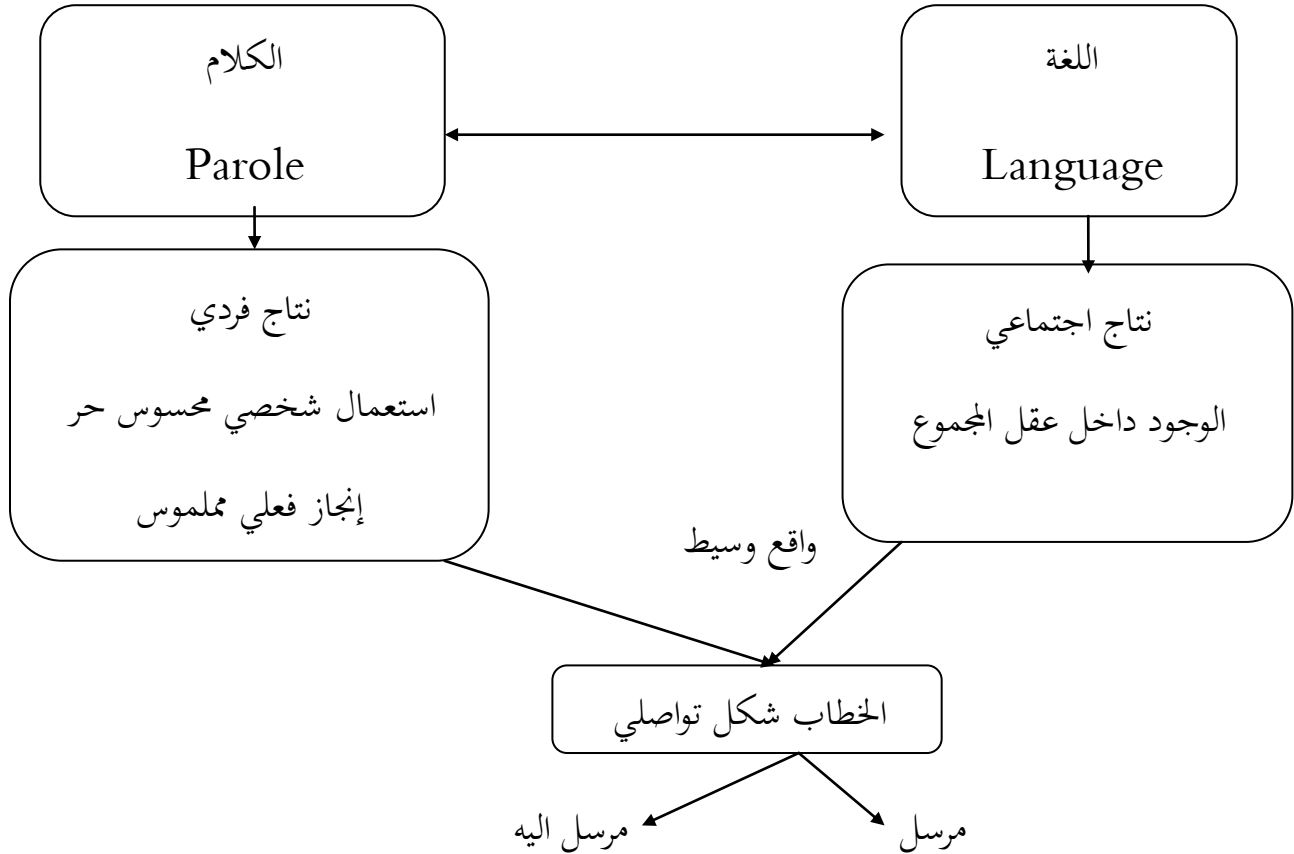 اللغة
Language
الكلام
Parole
نتاج اجتماعي
الوجود داخل عقل المجموع
نتاج فردي
استعمال شخصي محسوس حر
إنجاز فعلي مملموس
واقع وسيط
الخطاب شكل تواصلي
مرسل
مرسل اليه